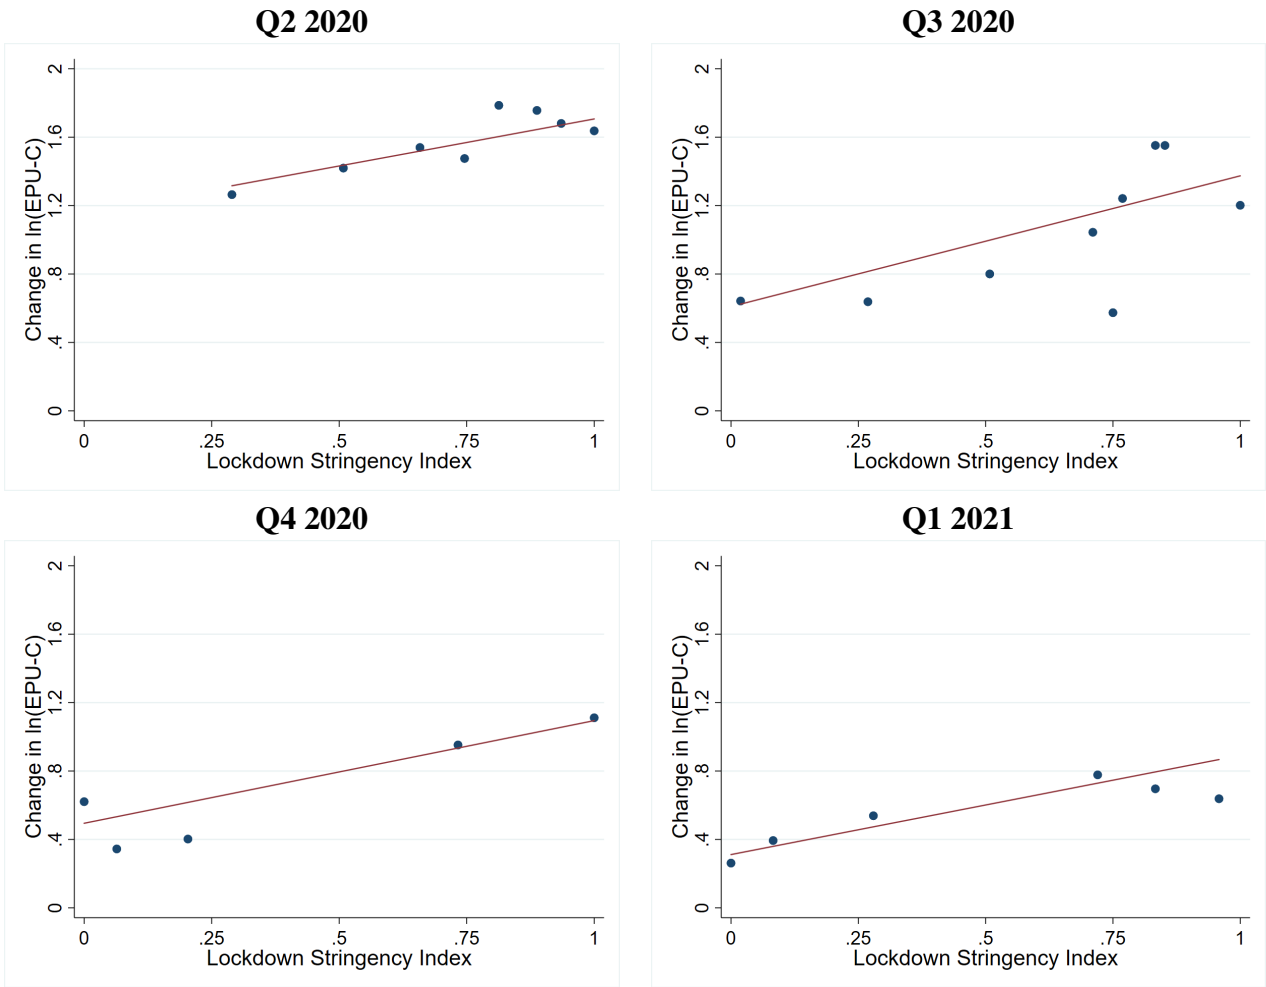 Q2 2020
Change in ln(EPU-C)
2
1.6
1.2
.8
.4
0
0 .25 .5 .75 1
Lockdown Stringency Index
Q3 2020
Change in ln(EPU-C)
2
1.6
1.2
.8
.4
0
0 .25 .5 .75 1
Lockdown Stringency Index
Q4 2020
Change in ln(EPU-C)
2
1.6
1.2
.8
.4
0
0 .25 .5 .75 1
Lockdown Stringency Index
Q1 2021
Change in ln(EPU-C)
2
1.6
1.2
.8
.4
0
0 .25 .5 .75 1
Lockdown Stringency Index